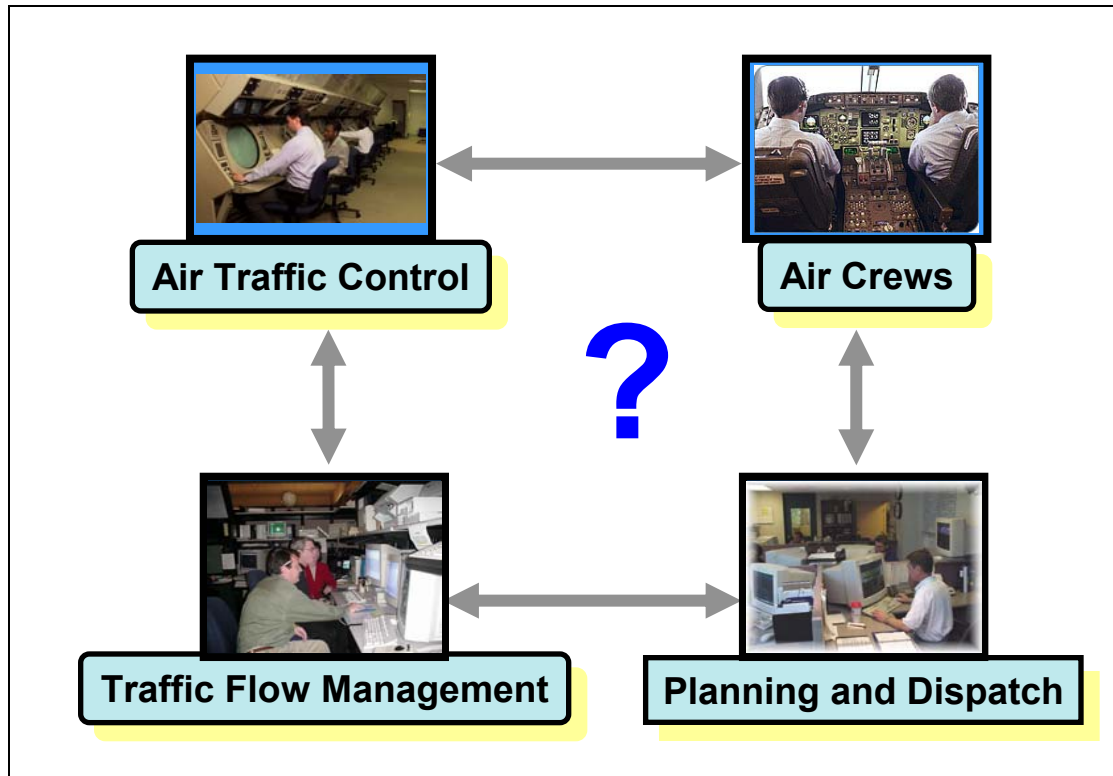 Air Traffic Control
Air Crews
?
Traffic Flow Management
Planning and Dispatch